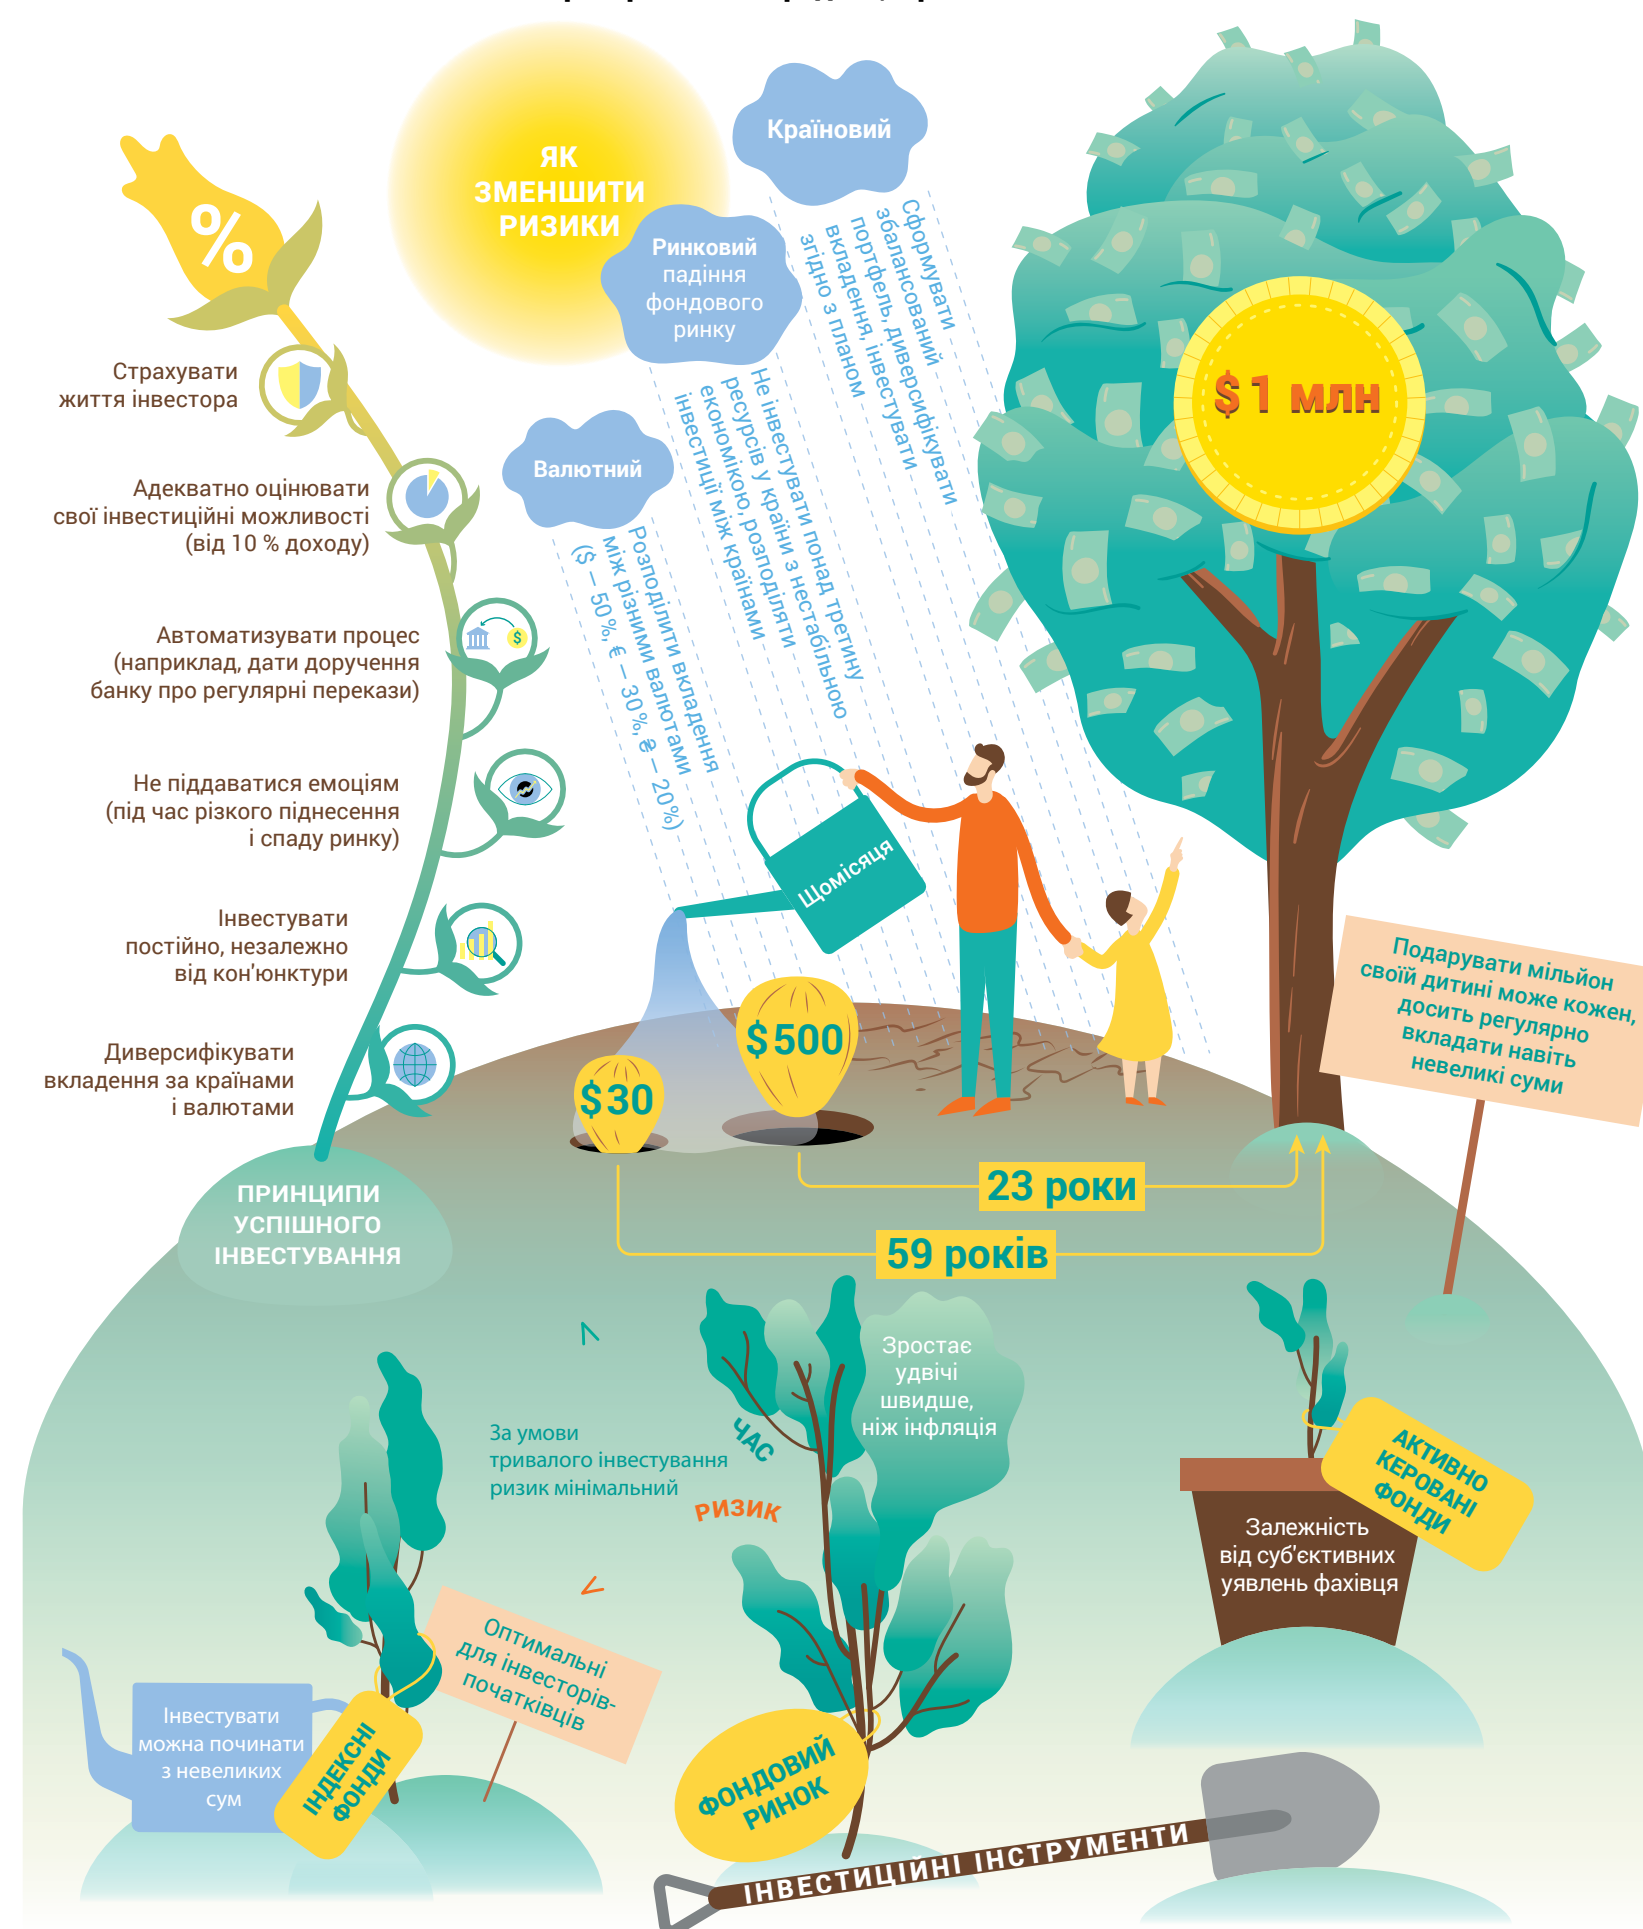 ЯК
ЗМЕНШИТИ
РИЗИКИ
Країновий
Сформувати
збалансований
портфель, диверсифікувати
вкладення, інвестувати
згідно з планом
Ринковий
падіння
фондового
ринку
Не інвестувати понад третину
ресурсів у країни з нестабільною
економікою, розподіляти
інвестиції між країнами
Валютний
Розподілити вкладення
між різними валютами
($ – 50%, € – 30%, ₴ – 20%)
%
Страхувати
життя інвестора
Адекватно оцінювати
свої інвестиційні можливості
(від 10 % доходу)
Автоматизувати процес
(наприклад, дати доручення
банку про регулярні перекази)
$
Не піддаватися емоціям
(під час різкого піднесення
і спаду ринку)
Інвестувати
постійно, незалежно
від кон'юнктури
Диверсифікувати
вкладення за країнами
і валютами
ПРИНЦИПИ
УСПІШНОГО
ІНВЕСТУВАННЯ
$ 1 млн
Щомісяця
$ 500
$ 30
23 роки
59 років
Подарувати мільйон
своїй дитині може кожен,
досить регулярно
вкладати навіть
невеликі суми
За умови
тривалого інвестування
ризик мінімальний
ЧАС
РИЗИК
Зростає
удвічі
швидше,
ніж інфляція
АКТИВНО
КЕРОВАНІ
ФОНДИ
Залежність
від суб'єктивних
уявлень фахівця
Оптимальні
для інвесторів-
початківців
Інвестувати
можна починати
з невеликих
сум
ІНДЕКСНІ
ФОНДИ
ФОНДОВИЙ
РИНОК
ІНВЕСТИЦІЙНІ ІНСТРУМЕНТИ